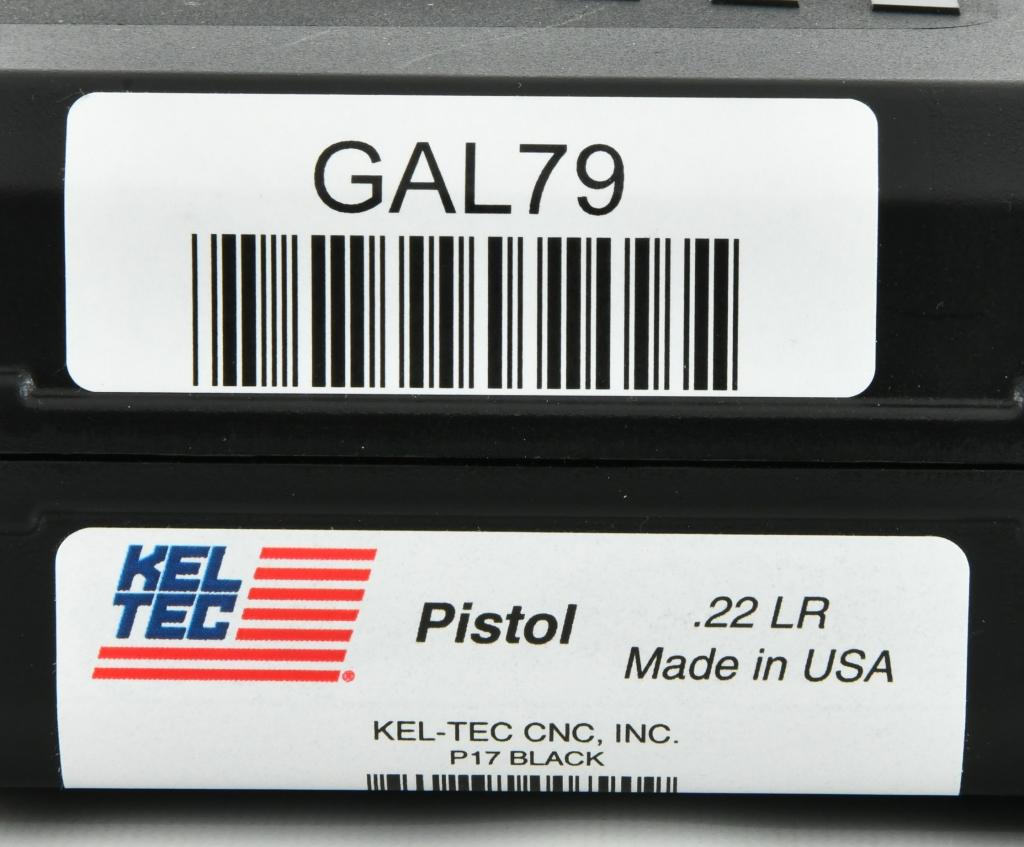 GAL79
KEL
TEC
®
Pistol
.22 LR
Made in USA
KEL-TEC CNC, INC.
P17 BLACK